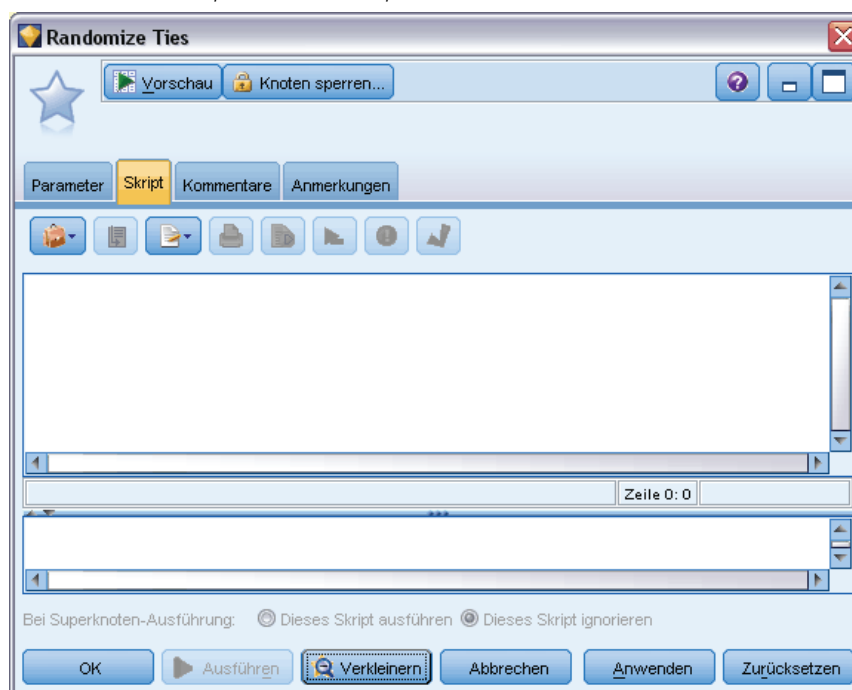 Randomize Ties
Vorschau Knoten sperren...
Parameter Skript Kommentare Anmerkungen
Zeile 0: 0
Bei Superknoten-Ausführung: Dieses Skript ausführen Dieses Skript ignorieren
OK Ausführen Verkleinern Abbrechen Anwenden Zurücksetzen